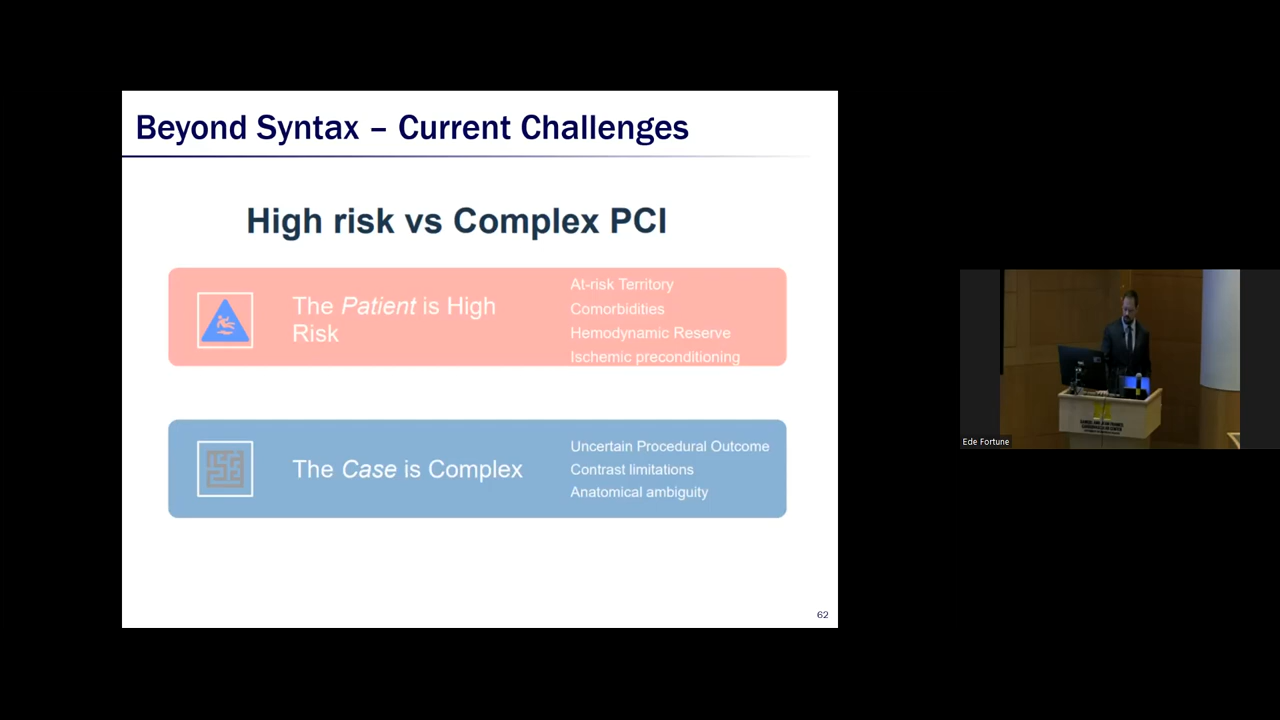 Beyond Syntax – Current Challenges
High risk vs Complex PCI
The Patient is High
Risk
At-risk Territory
Comorbidities
Hemodynamic Reserve
Ischemic preconditioning
The Case is Complex
Uncertain Procedural Outcome
Contrast limitations
Anatomical ambiguity
62
Ede Fortune